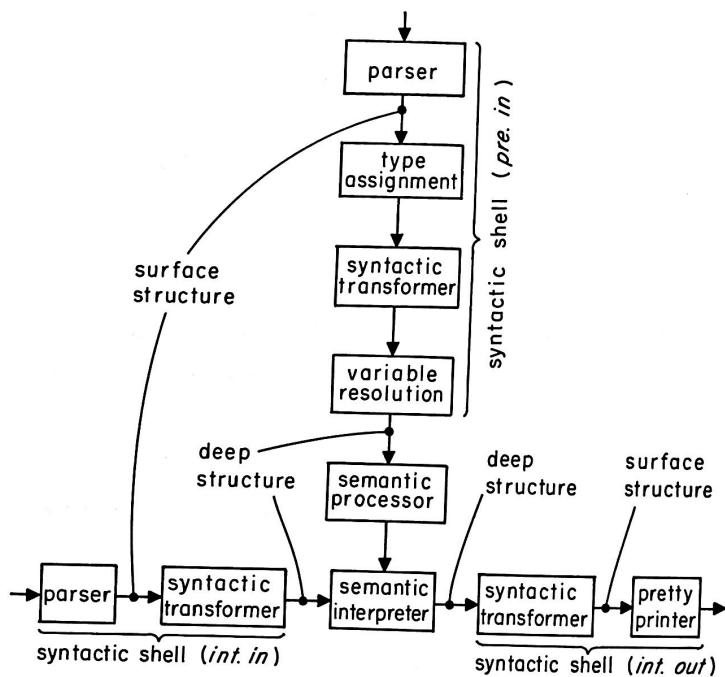 parser
type
assignment
syntactic
transformer
variable
resolution
syntactic shell (pre. in)
surface
structure
deep
structure
semantic
processor
deep
structure
surface
structure
parser
syntactic
transformer
semantic
interpreter
syntactic
transformer
pretty
printer
syntactic shell (int. in)
syntactic shell (int. out)